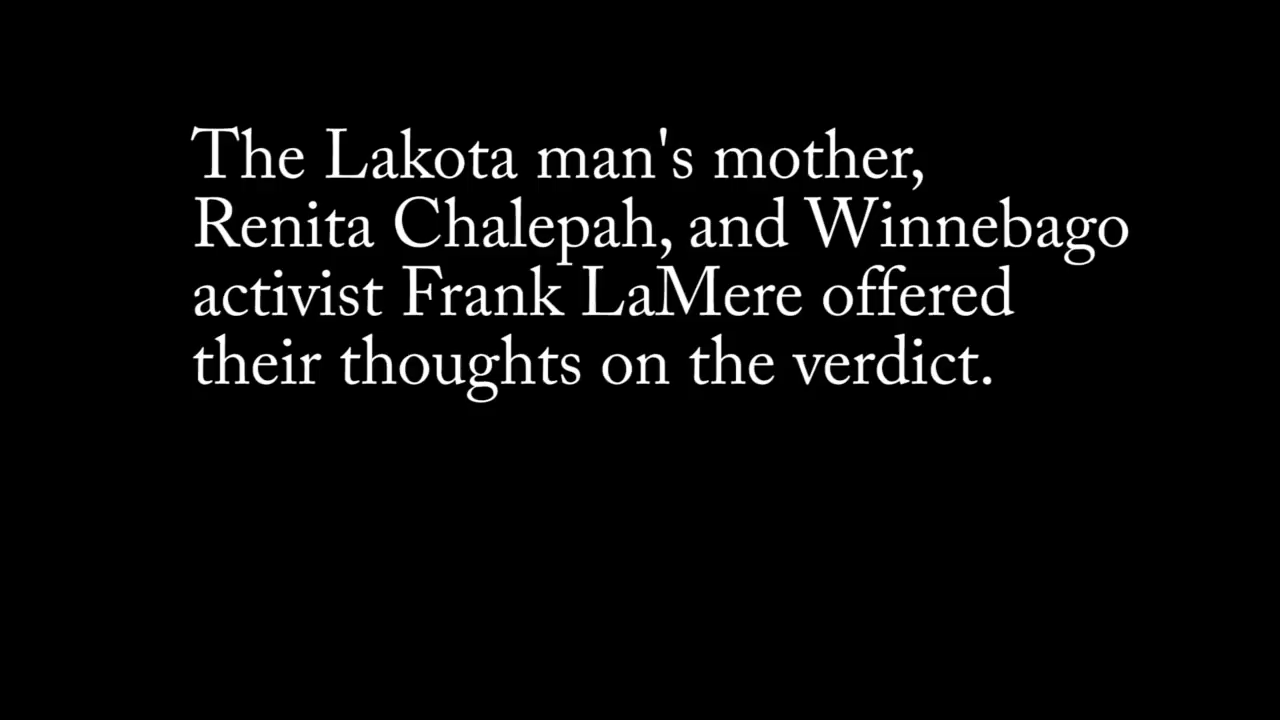 The Lakota man's mother,
Renita Chalepah, and Winnebago
activist Frank LaMere offered
their thoughts on the verdict.